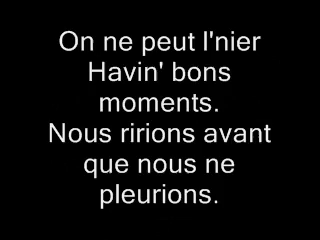 On ne peut l'nier
Havin' bons
moments.
Nous ririons avant
que nous ne
pleurions.